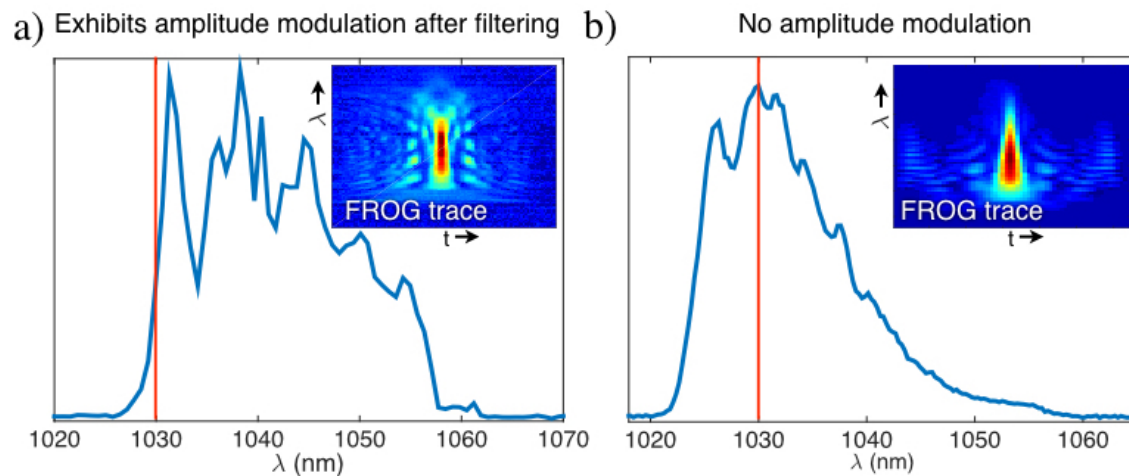 a) Exhibits amplitude modulation after filtering
λ
FROG trace
t
1020 1030 1040 1050 1060 1070
λ (nm)
b) No amplitude modulation
λ
FROG trace
t
1020 1030 1040 1050 1060
λ (nm)